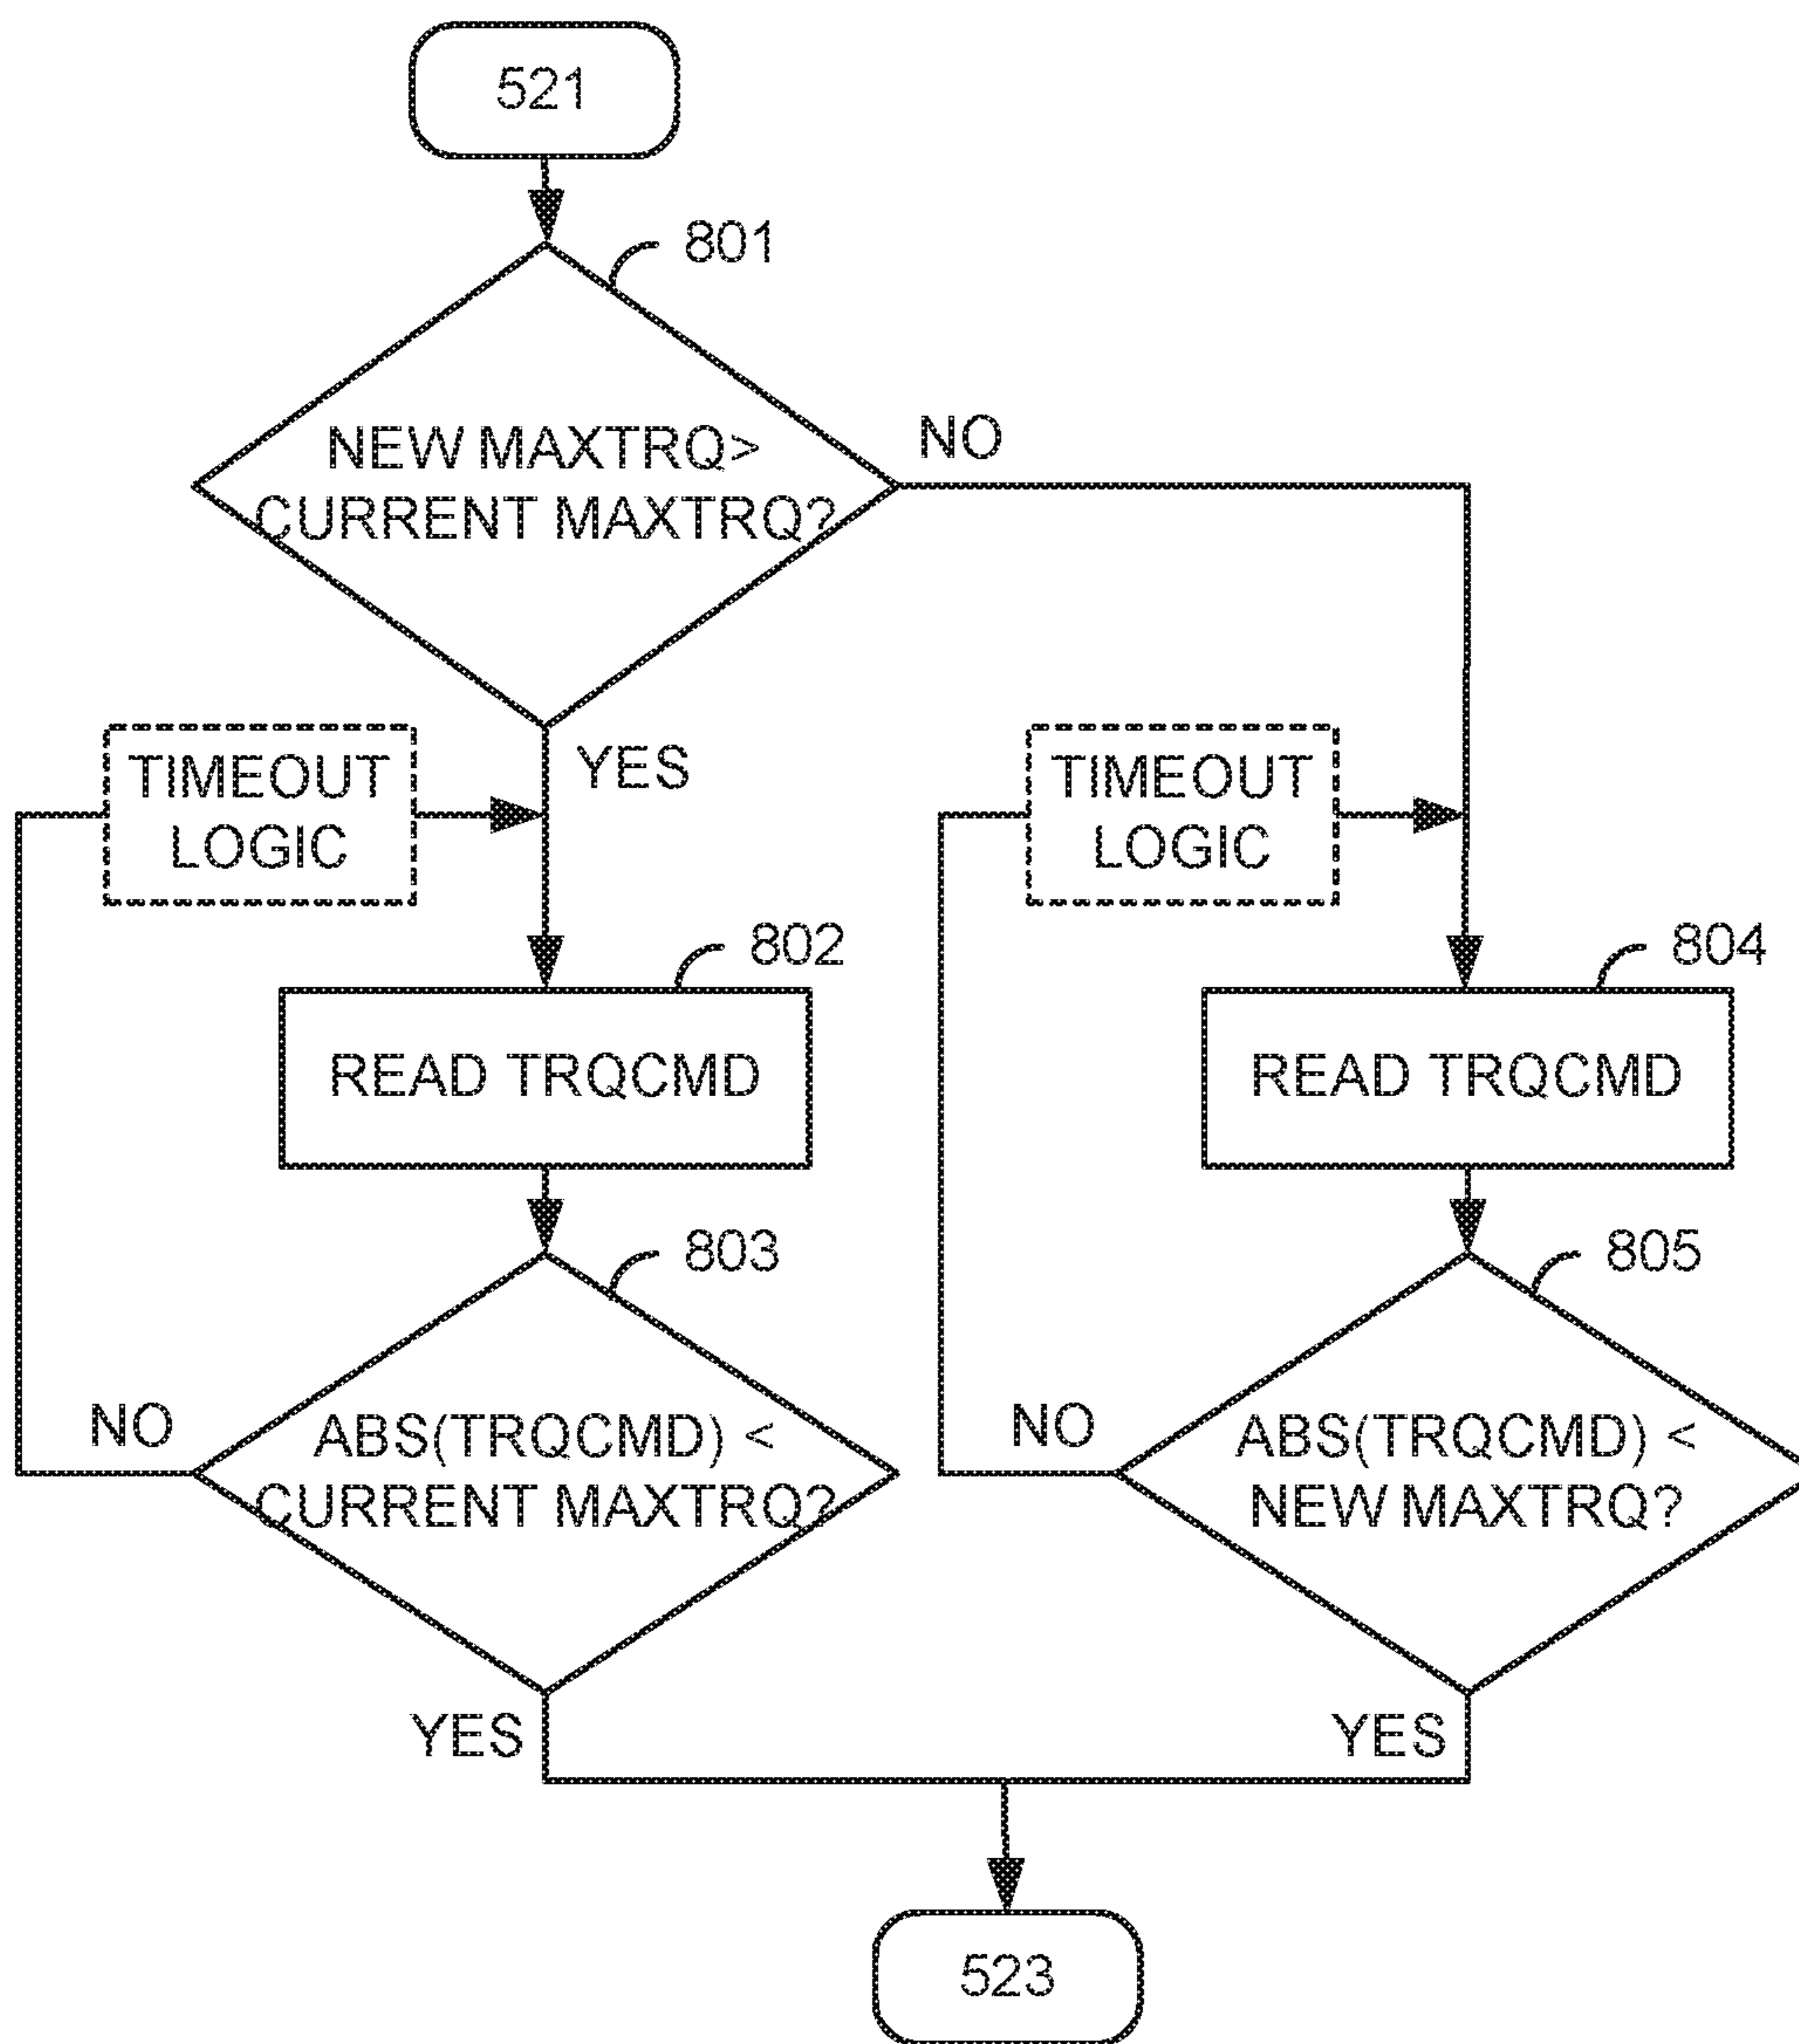 521
801
NEW MAXTRQ>
CURRENT MAXTRQ?
NO
YES
TIMEOUT
LOGIC
TIMEOUT
LOGIC
802
READ TRQCMD
804
READ TRQCMD
803
ABS(TRQCMD) <
CURRENT MAXTRQ?
NO
805
ABS(TRQCMD) <
NEW MAXTRQ?
NO
YES
YES
523